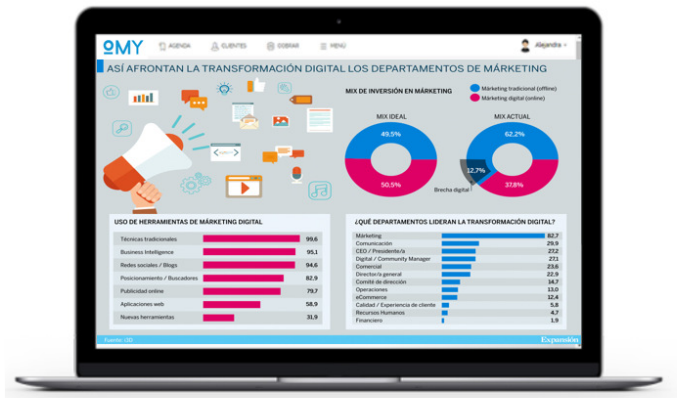 OMY
AGENDA
CLIENTES
COBRAR
MENÚ
Alejandra
ASÍ AFRONTAN LA TRANSFORMACIÓN DIGITAL LOS DEPARTAMENTOS DE MÁRKETING
MIX DE INVERSIÓN EN MÁRKETING
Márketing tradicional (offline)
Márketing digital (online)
MIX IDEAL
MIX ACTUAL
49,5%
62,2%
12,7%
50,5%
37,8%
Brecha digital
USO DE HERRAMIENTAS DE MÁRKETING DIGITAL
Técnicas tradicionales 99,6
Business Intelligence 95,1
Redes sociales / Blogs 94,6
Posicionamiento / Buscadores 82,9
Publicidad online 79,7
Aplicaciones web 58,9
Nuevas herramientas 31,9
¿QUÉ DEPARTAMENTOS LIDERAN LA TRANSFORMACIÓN DIGITAL?
Márketing 82,7
Comunicación 29,9
CEO / Presidente/a 27,2
Digital / Community Manager 27,1
Comercial 23,6
Director/a general 22,9
Comité de dirección 14,7
Operaciones 13,0
eCommerce 12,4
Calidad / Experiencia de cliente 5,8
Recursos Humanos 4,7
Financiero 1,9
Fuente: IJD
Expansión